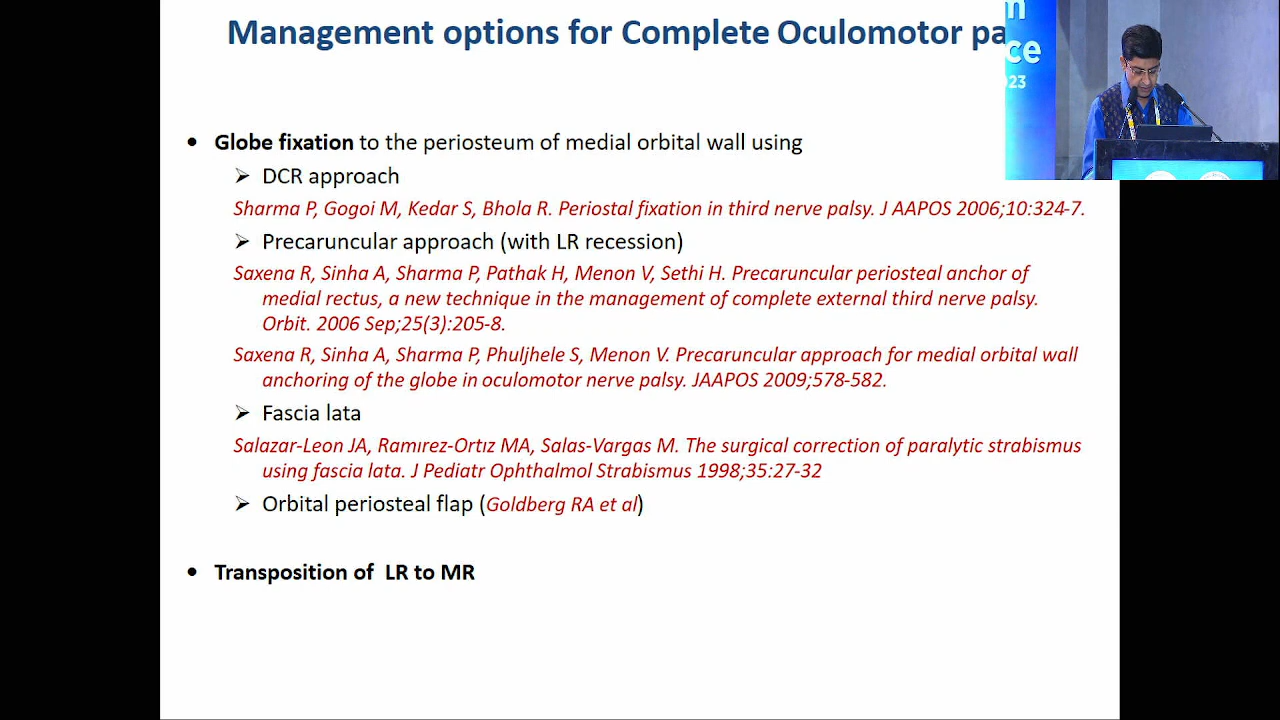 Management options for Complete Oculomotor pa
m
ce
023
• Globe fixation to the periosteum of medial orbital wall using
➢ DCR approach
Sharma P, Gogoi M, Kedar S, Bhola R. Periostal fixation in third nerve palsy. J AAPOS 2006;10:324-7.
➢ Precaruncular approach (with LR recession)
Saxena R, Sinha A, Sharma P, Pathak H, Menon V, Sethi H. Precaruncular periosteal anchor of
medial rectus, a new technique in the management of complete external third nerve palsy.
Orbit. 2006 Sep;25(3):205-8.
Saxena R, Sinha A, Sharma P, Phuljhele S, Menon V. Precaruncular approach for medial orbital wall
anchoring of the globe in oculomotor nerve palsy. JAAPOS 2009;578-582.
➢ Fascia lata
Salazar-Leon JA, Ramırez-Ortız MA, Salas-Vargas M. The surgical correction of paralytic strabismus
using fascia lata. J Pediatr Ophthalmol Strabismus 1998;35:27-32
➢ Orbital periosteal flap (Goldberg RA et al)
• Transposition of LR to MR